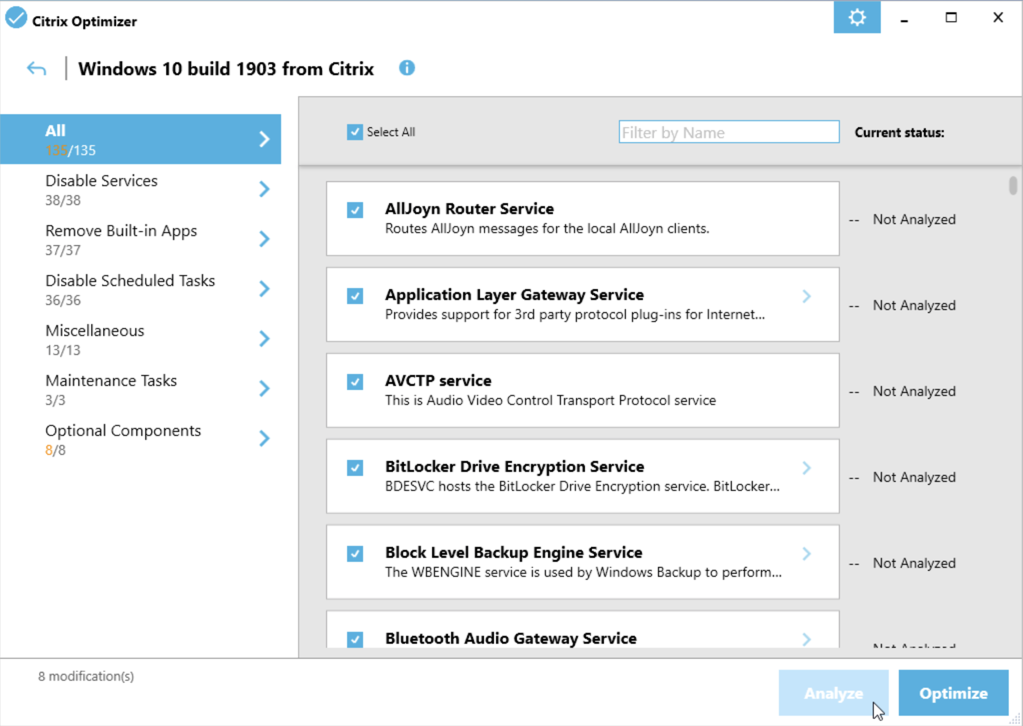 Citrix Optimizer
Windows 10 build 1903 from Citrix
All
135/135
Disable Services
38/38
Remove Built-in Apps
37/37
Disable Scheduled Tasks
36/36
Miscellaneous
13/13
Maintenance Tasks
3/3
Optional Components
8/8
Select All
Filter by Name
Current status:
AllJoyn Router Service
Routes AllJoyn messages for the local AllJoyn clients.
-- Not Analyzed
Application Layer Gateway Service
Provides support for 3rd party protocol plug-ins for Internet...
-- Not Analyzed
AVCTP service
This is Audio Video Control Transport Protocol service
-- Not Analyzed
BitLocker Drive Encryption Service
BDESVC hosts the BitLocker Drive Encryption service. BitLocker...
-- Not Analyzed
Block Level Backup Engine Service
The WBENGINE service is used by Windows Backup to perform...
-- Not Analyzed
Bluetooth Audio Gateway Service
Not Analyzed
8 modification(s)
Analyze
Optimize